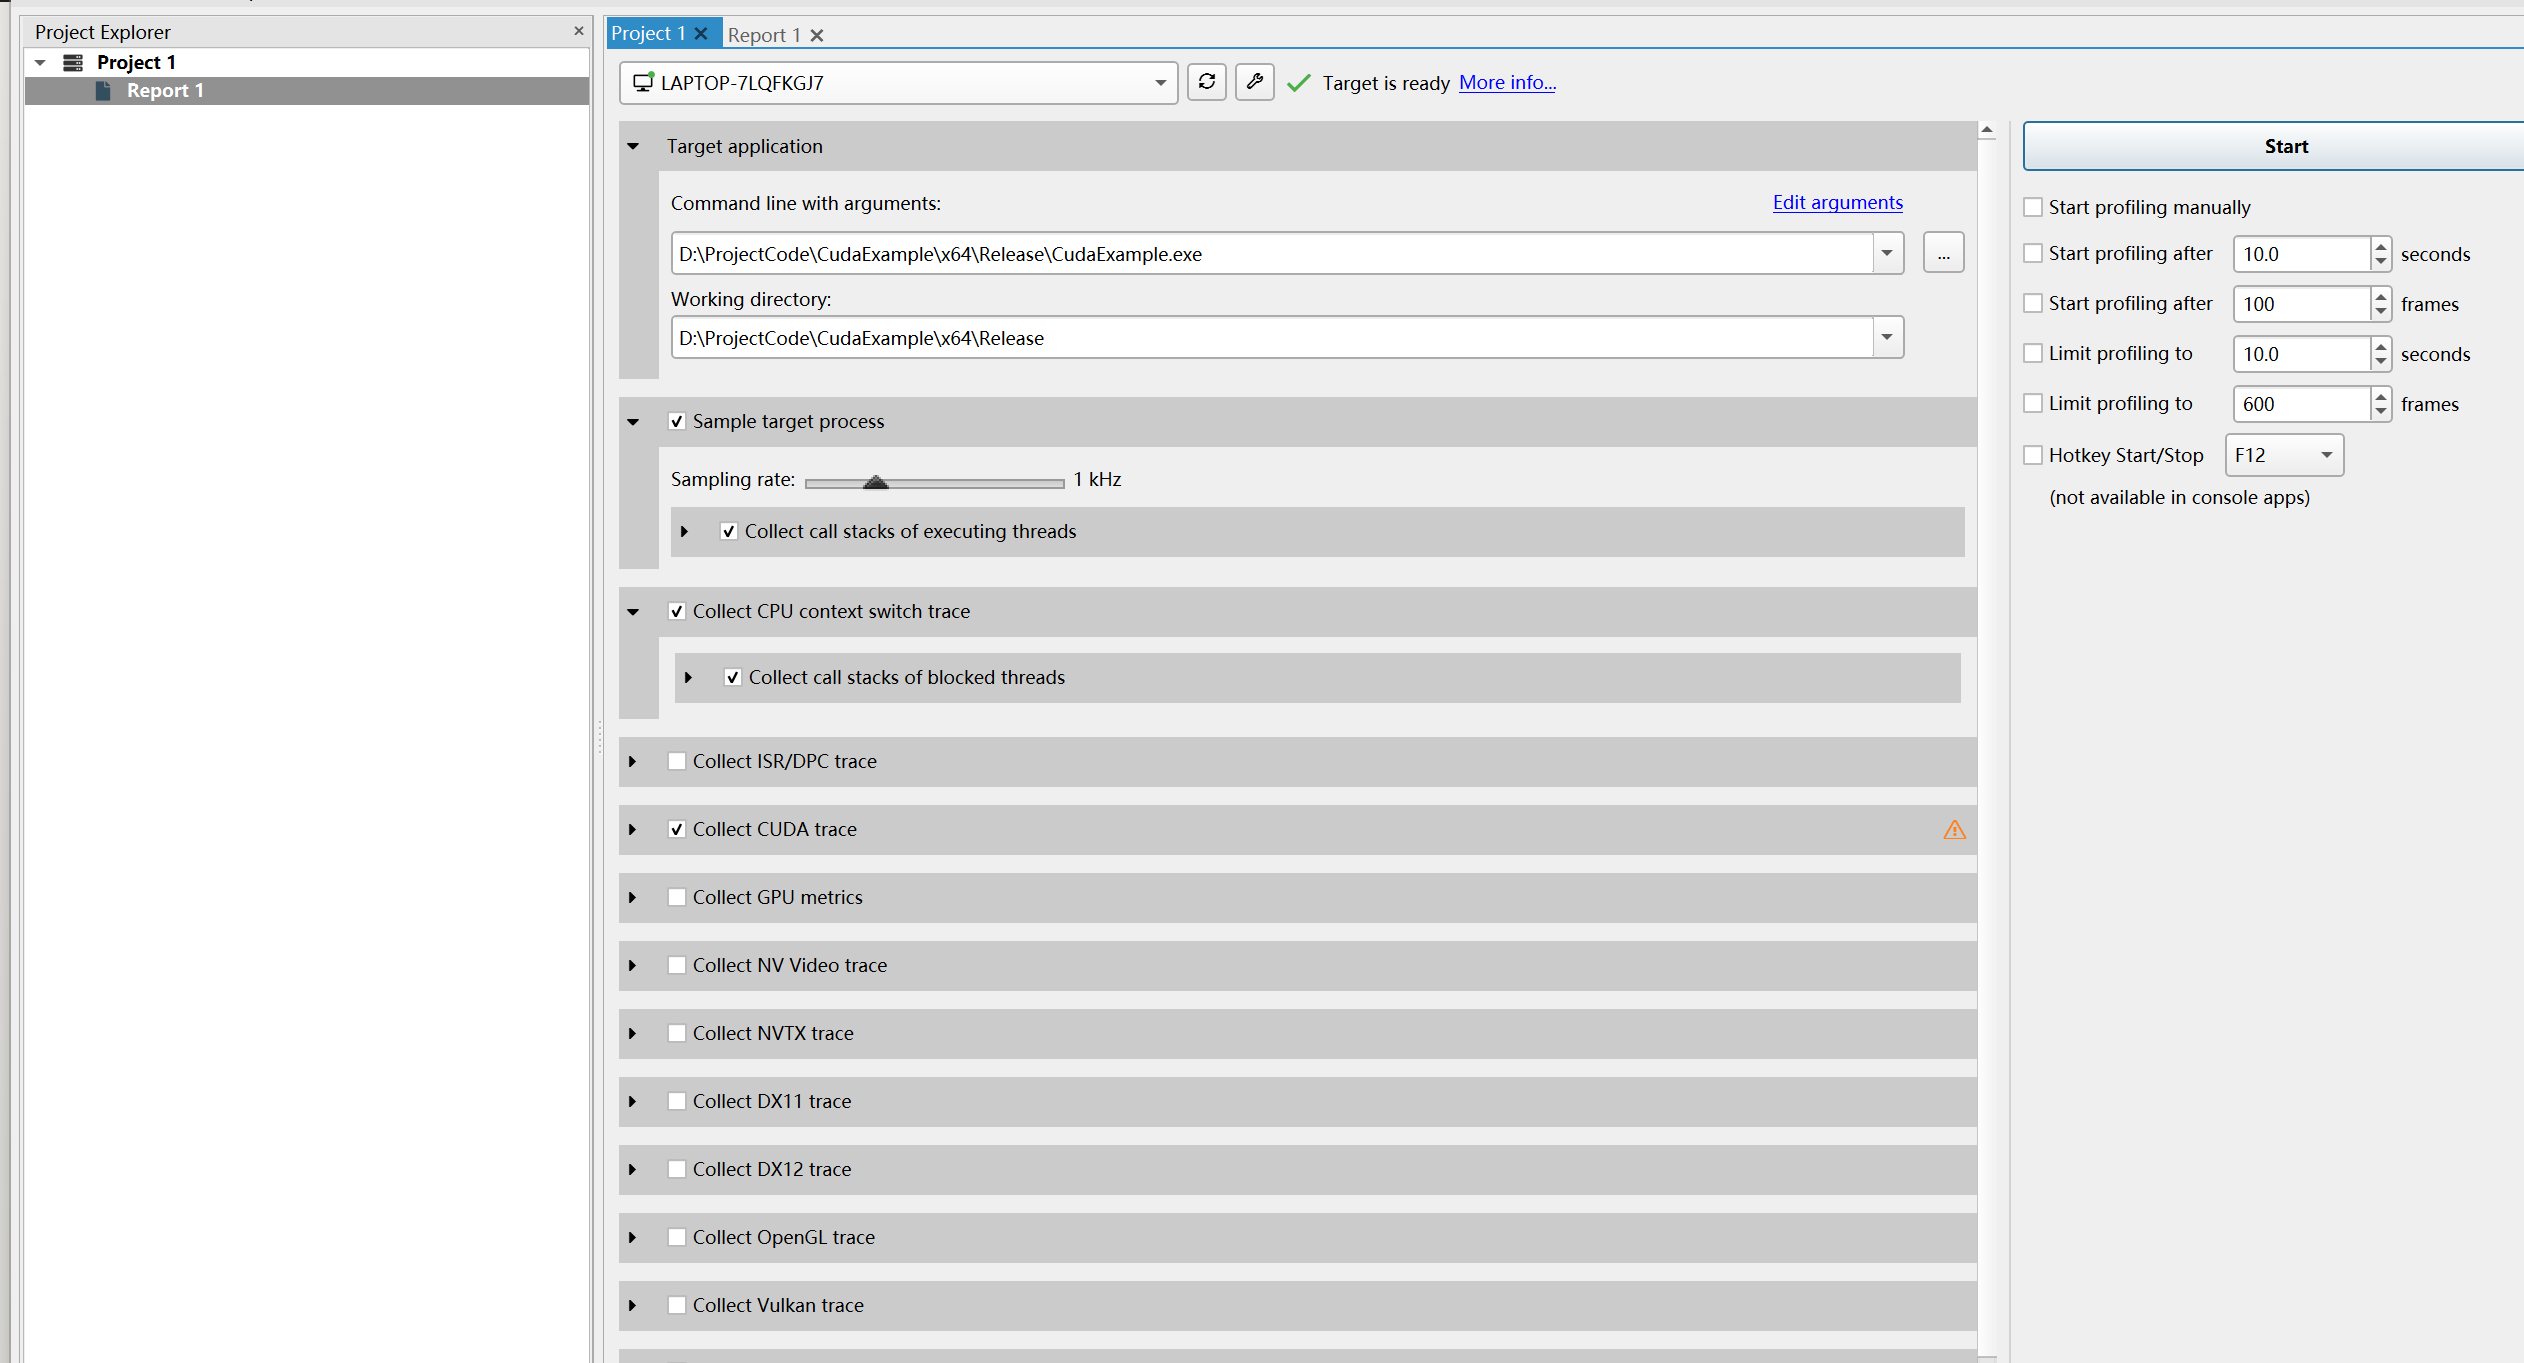 Project Explorer
Project 1
Report 1
Project 1
Report 1
LAPTOP-7LQFKGJ7
Target is ready
More info...
Target application
Command line with arguments:
Edit arguments
D:\ProjectCode\CudaExample\x64\Release\CudaExample.exe
...
Working directory:
D:\ProjectCode\CudaExample\x64\Release
Sample target process
Sampling rate:
1 kHz
Collect call stacks of executing threads
Collect CPU context switch trace
Collect call stacks of blocked threads
Collect ISR/DPC trace
Collect CUDA trace
Collect GPU metrics
Collect NV Video trace
Collect NVTX trace
Collect DX11 trace
Collect DX12 trace
Collect OpenGL trace
Collect Vulkan trace
Start
Start profiling manually
Start profiling after 10.0 seconds
Start profiling after 100 frames
Limit profiling to 10.0 seconds
Limit profiling to 600 frames
Hotkey Start/Stop F12
(not available in console apps)